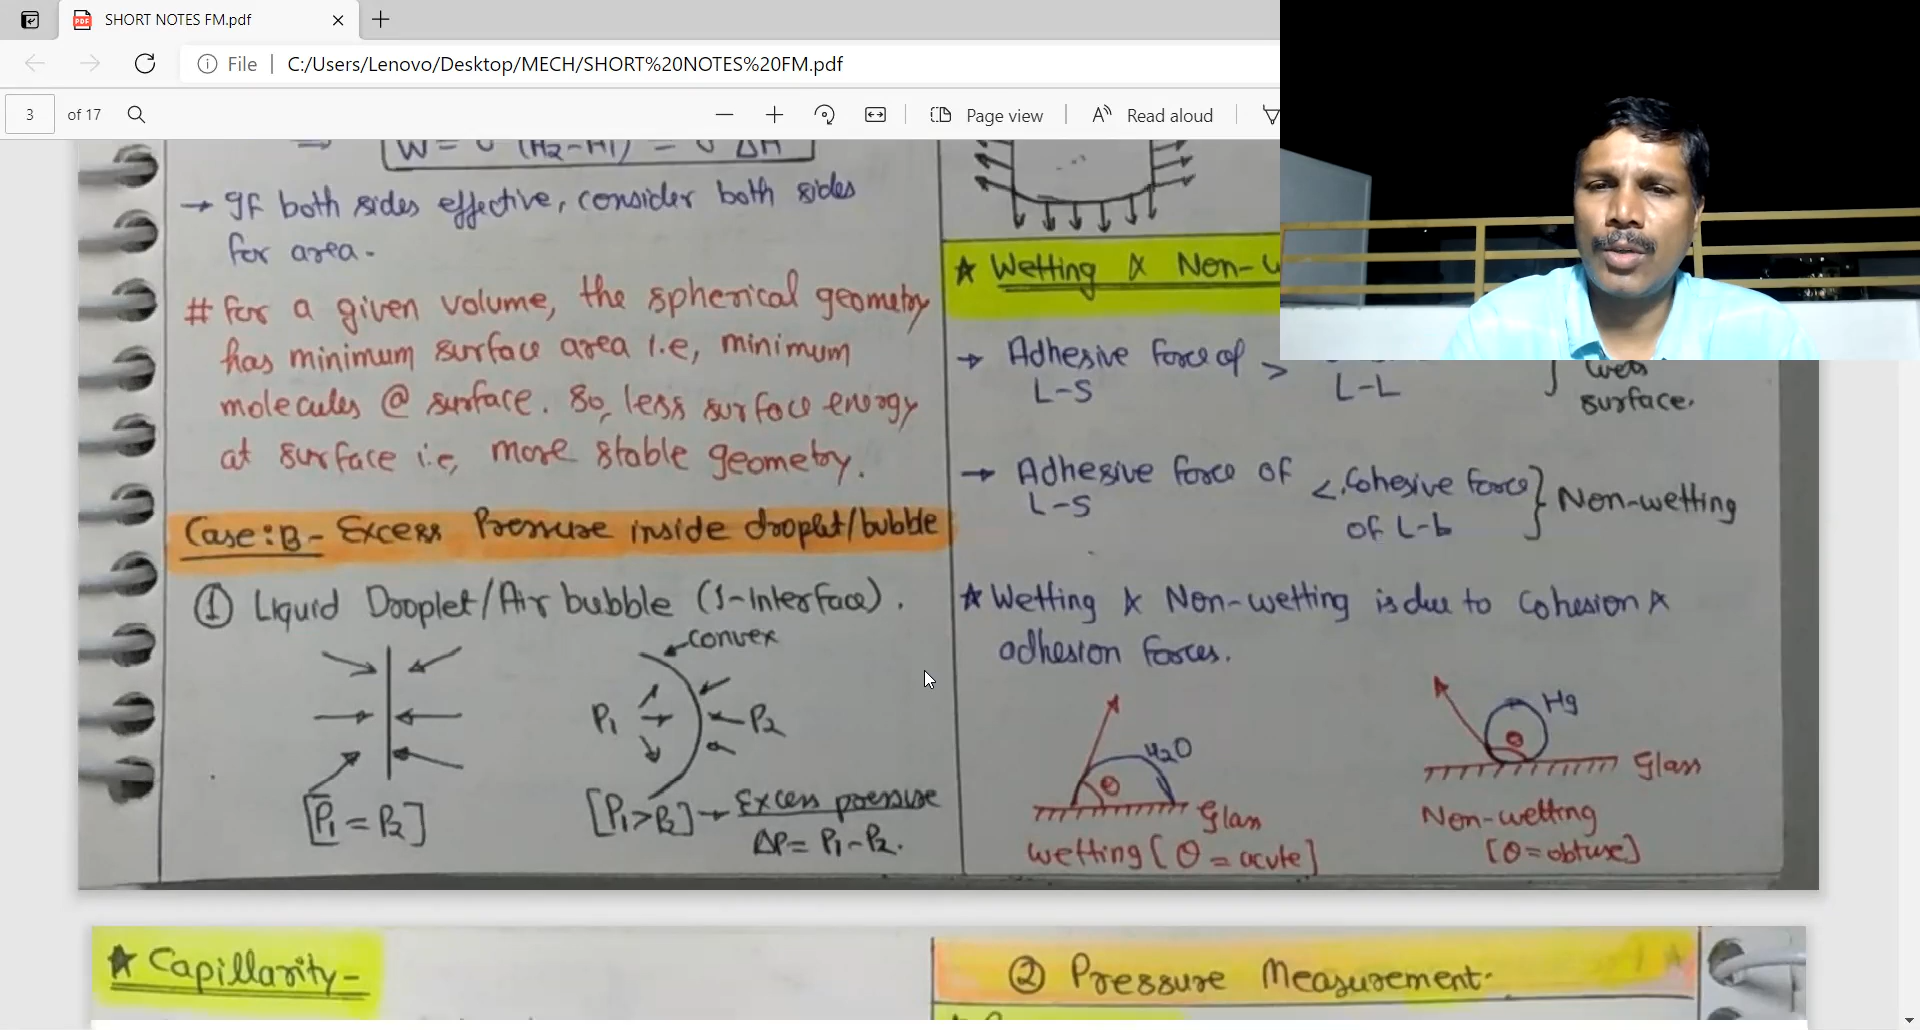 SHORT NOTES FM.pdf
File
C:/Users/Lenovo/Desktop/MECH/SHORT%20NOTES%20FM.pdf
3 of 17
Page view
Read aloud
W = σ (A2-A1) = σ ΔA
→ If both sides effective, consider both sides
for area.
# For a given volume, the spherical geometry
has minimum surface area i.e, minimum
molecules @ surface. So, less surface energy
at surface i.e, more stable geometry.
Case:B- Excess Pressure inside droplet/bubble
① Liquid Droplet/Air bubble (1-Interface).
convex
P1
P2
[P1 = P2]
[P1>P2] → Excess pressure
ΔP = P1-P2.
★ Wetting & Non-
→ Adhesive force of >
L-S
L-L
wets
surface.
→ Adhesive force of < Cohesive force } Non-wetting
L-S
of L-L
★ Wetting & Non-wetting is due to Cohesion &
adhesion forces.
H2O
θ
Glass
wetting [θ = acute]
Hg
θ
Glass
Non-wetting
[θ = obtuse]
★ Capillarity-
② Pressure Measurement-